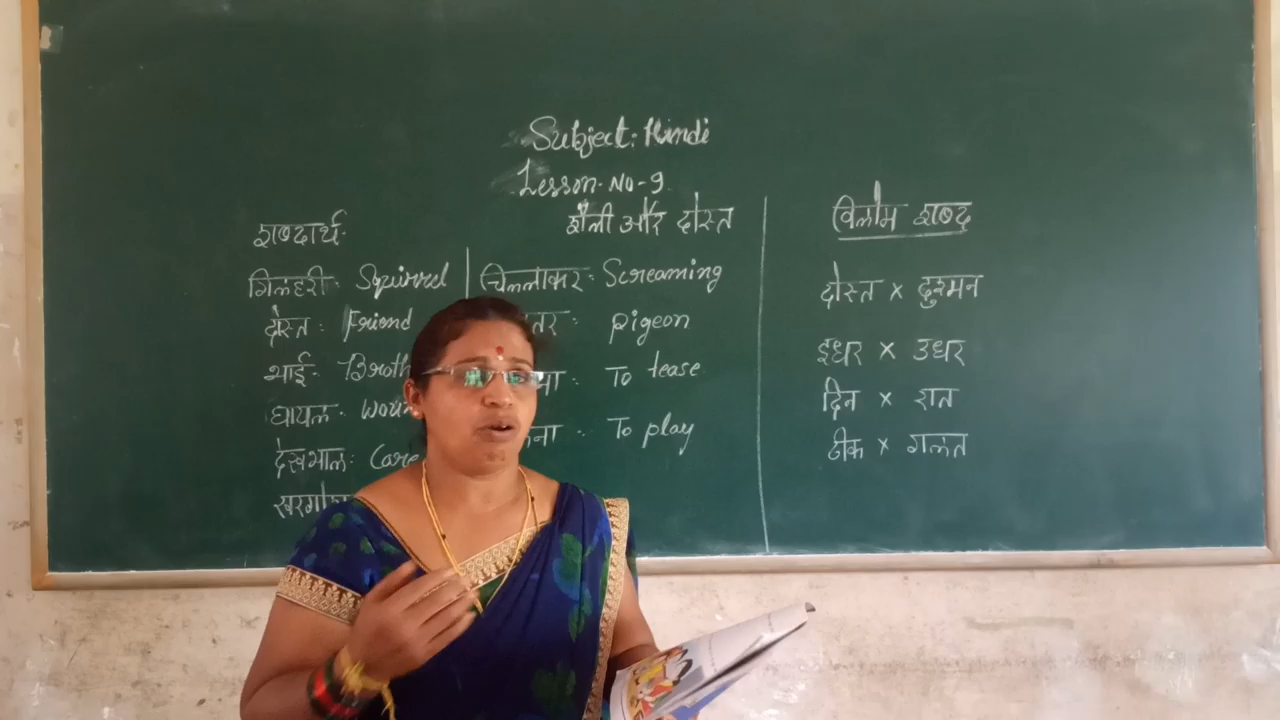 Subject: Hindi
Lesson. No-9.
शैली और दोस्त
शब्दार्थ.
गिलहरी: Squirrel
दोस्त: Friend
भाई. Broth
घायल.
देखभाल: Care
चिल्लाकर: Screaming
तर: pigeon
To tease.
ना: To play
विलोम शब्द
दोस्त x दुश्मन
इधर x उधर
दिन x रात
ठीक x गलत